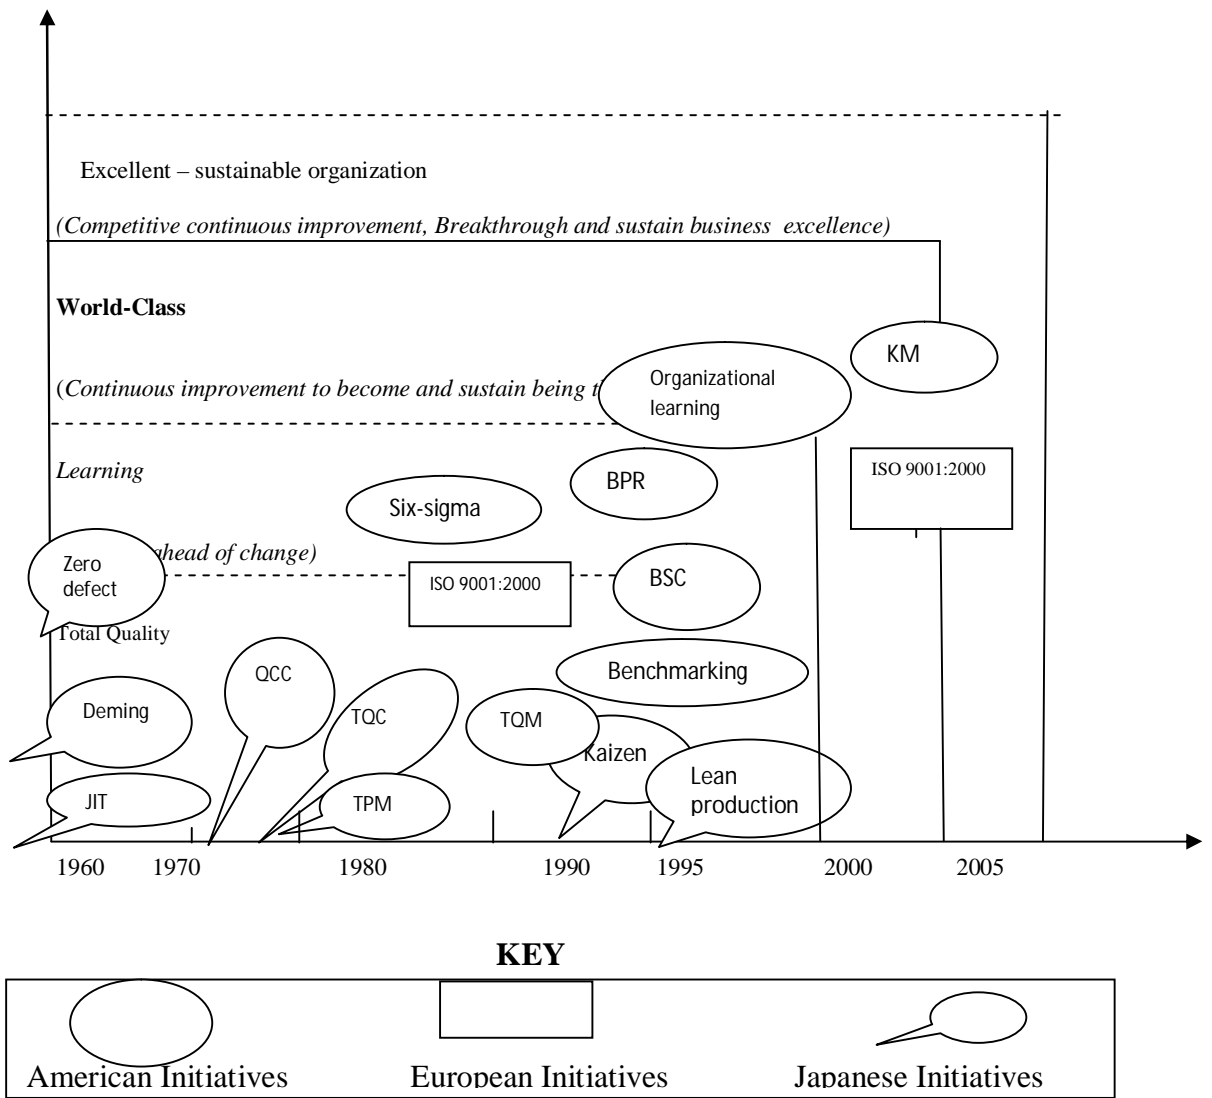 Excellent – sustainable organization
(Competitive continuous improvement, Breakthrough and sustain business excellence)
World-Class
KM
(Continuous improvement to become and sustain being
Organizational
learning
Learning
BPR
ISO 9001:2000
Six-sigma
ahead of change)
Zero
defect
ISO 9001:2000
BSC
Total Quality
QCC
Benchmarking
Deming
TQC
TQM
Kaizen
Lean
production
JIT
TPM
1960 1970 1980 1990 1995 2000 2005
KEY
American Initiatives European Initiatives Japanese Initiatives